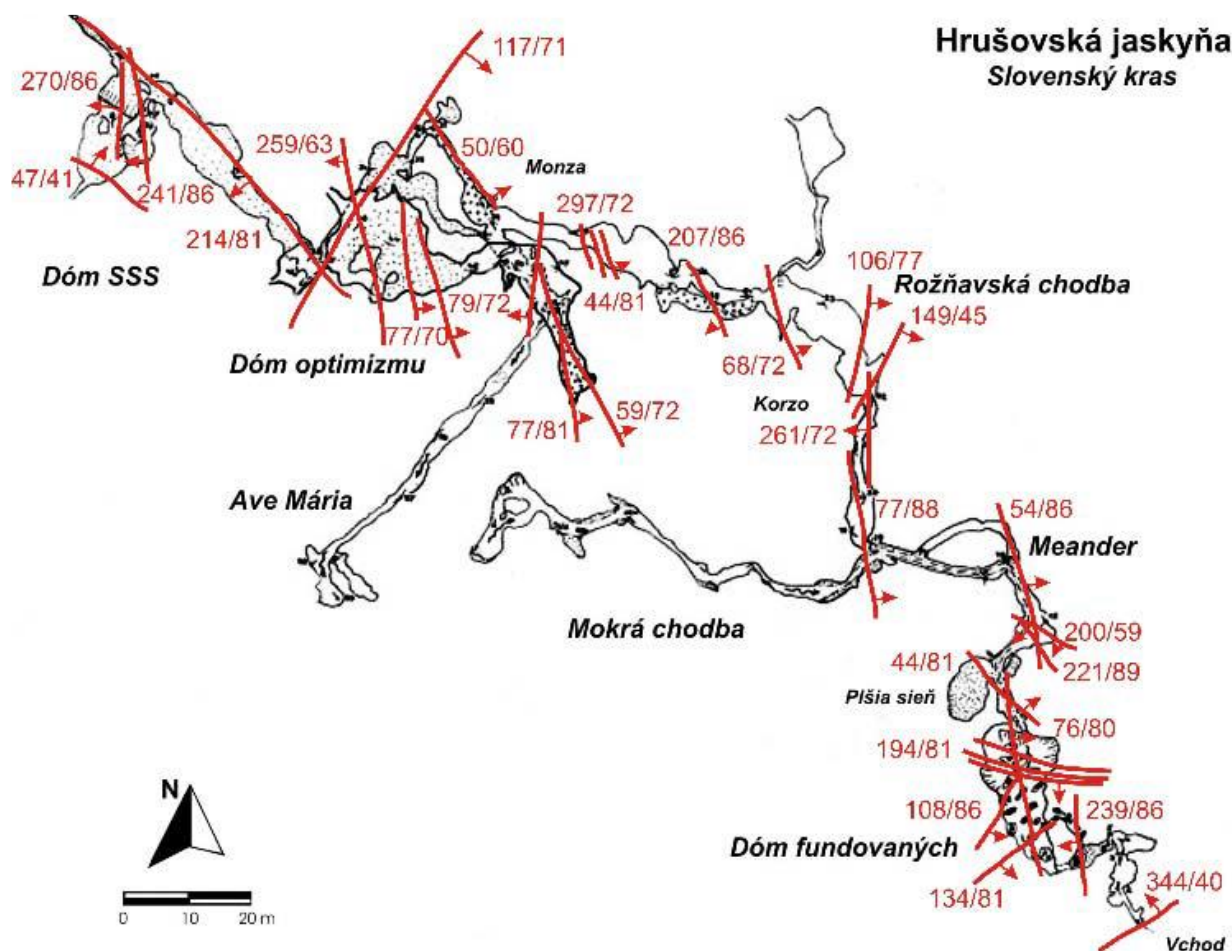 Hrušovská jaskyňa
Slovenský kras
117/71
270/86
259/63
50/60
Monza
47/41
241/86
297/72
207/86
214/81
106/77
Rožňavská chodba
Dóm SSS
79/72
44/81
149/45
77/70
68/72
Dóm optimizmu
Korzo
59/72
77/81
261/72
Ave Mária
77/88
54/86
Meander
Mokrá chodba
200/59
44/81
221/89
Plšia sieň
76/80
194/81
N
108/86
239/86
Dóm fundovaných
134/81
344/40
0 10 20 m
Vchod